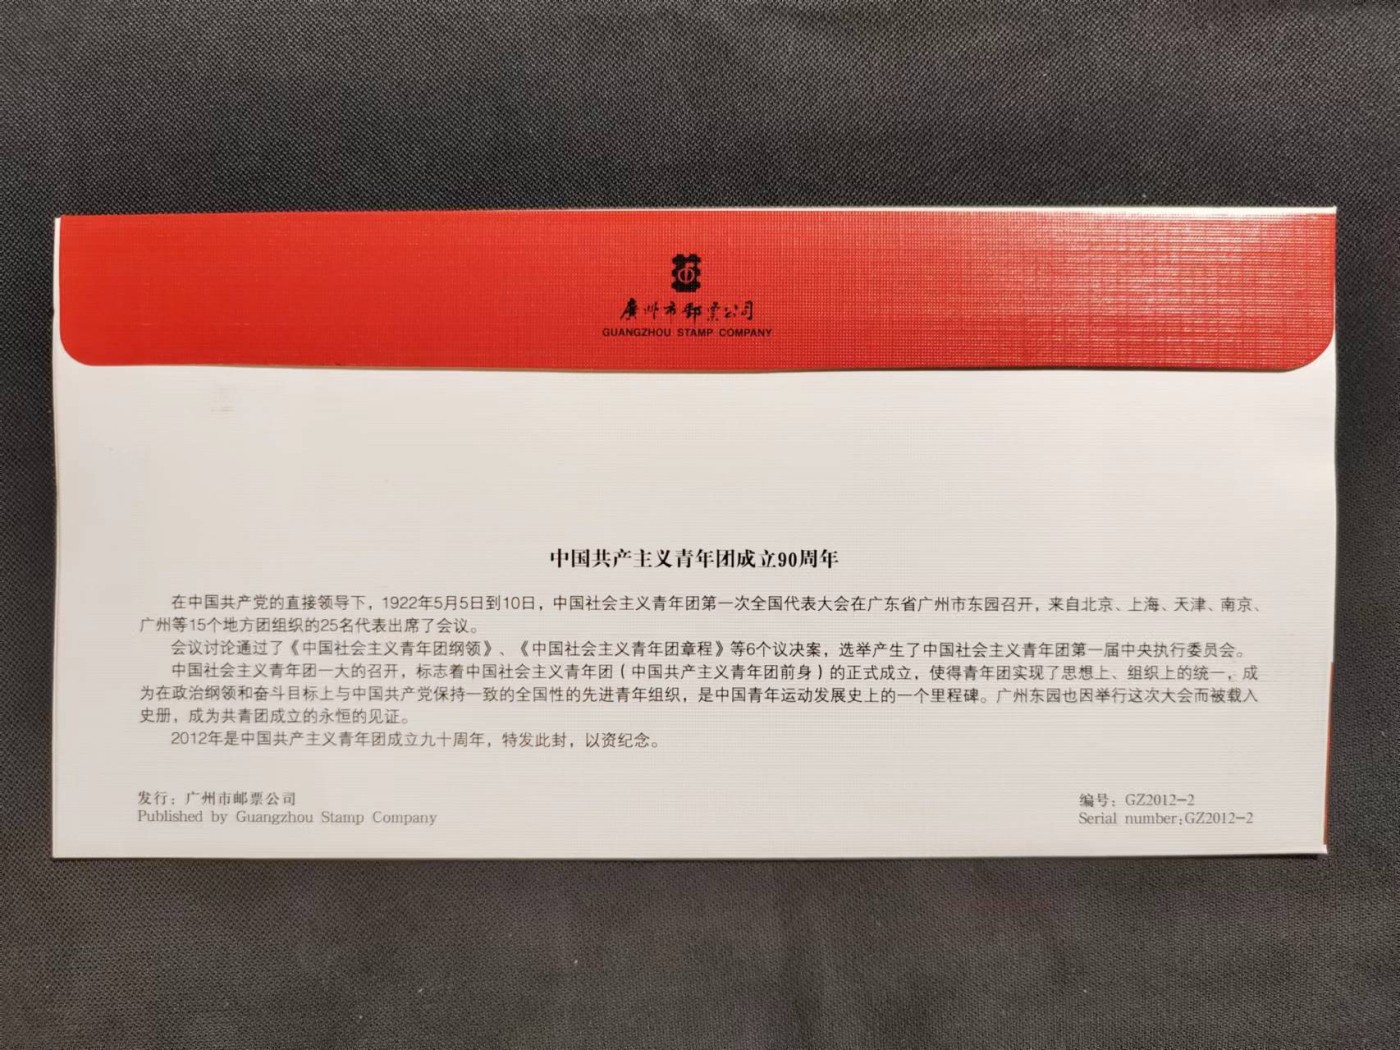 廣州市郵票公司
GUANGZHOU STAMP COMPANY
中国共产主义青年团成立90周年
在中国共产党的直接领导下，1922年5月5日到10日，中国社会主义青年团第一次全国代表大会在广东省广州市东园召开，来自北京、上海、天津、南京、
广州等15个地方团组织的25名代表出席了会议。
会议讨论通过了《中国社会主义青年团纲领》、《中国社会主义青年团章程》等6个议决案，选举产生了中国社会主义青年团第一届中央执行委员会。
中国社会主义青年团一大的召开，标志着中国社会主义青年团（中国共产主义青年团前身）的正式成立，使得青年团实现了思想上、组织上的统一，成
为在政治纲领和奋斗目标上与中国共产党保持一致的全国性的先进青年组织，是中国青年运动发展史上的一个里程碑。广州东园也因举行这次大会而被载入
史册，成为共青团成立的永恒的见证。
2012年是中国共产主义青年团成立九十周年，特发此封，以资纪念。
发行：广州市邮票公司
Published by Guangzhou Stamp Company
编号：GZ2012-2
Serial number:GZ2012-2